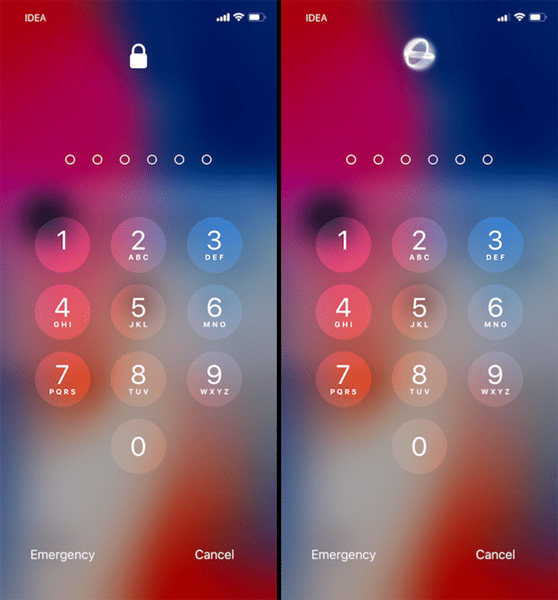 IDEA
1
2
ABC
3
DEF
4
GHI
5
JKL
6
MNO
7
PQRS
8
TUV
9
WXYZ
0
Emergency
Cancel
IDEA
1
2
ABC
3
DEF
4
GHI
5
JKL
6
MNO
7
PQRS
8
TUV
9
WXYZ
0
Emergency
Cancel